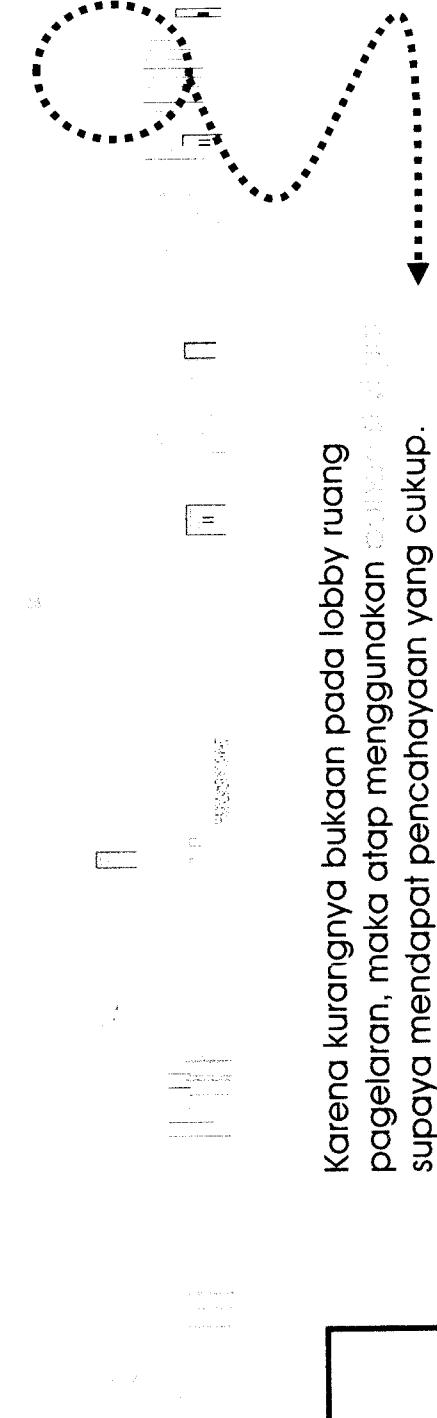 Karena kurangnya bukaan pada lobby ruang
pagelaran, maka atap menggunakan
supaya mendapat pencahayaan yang cukup.